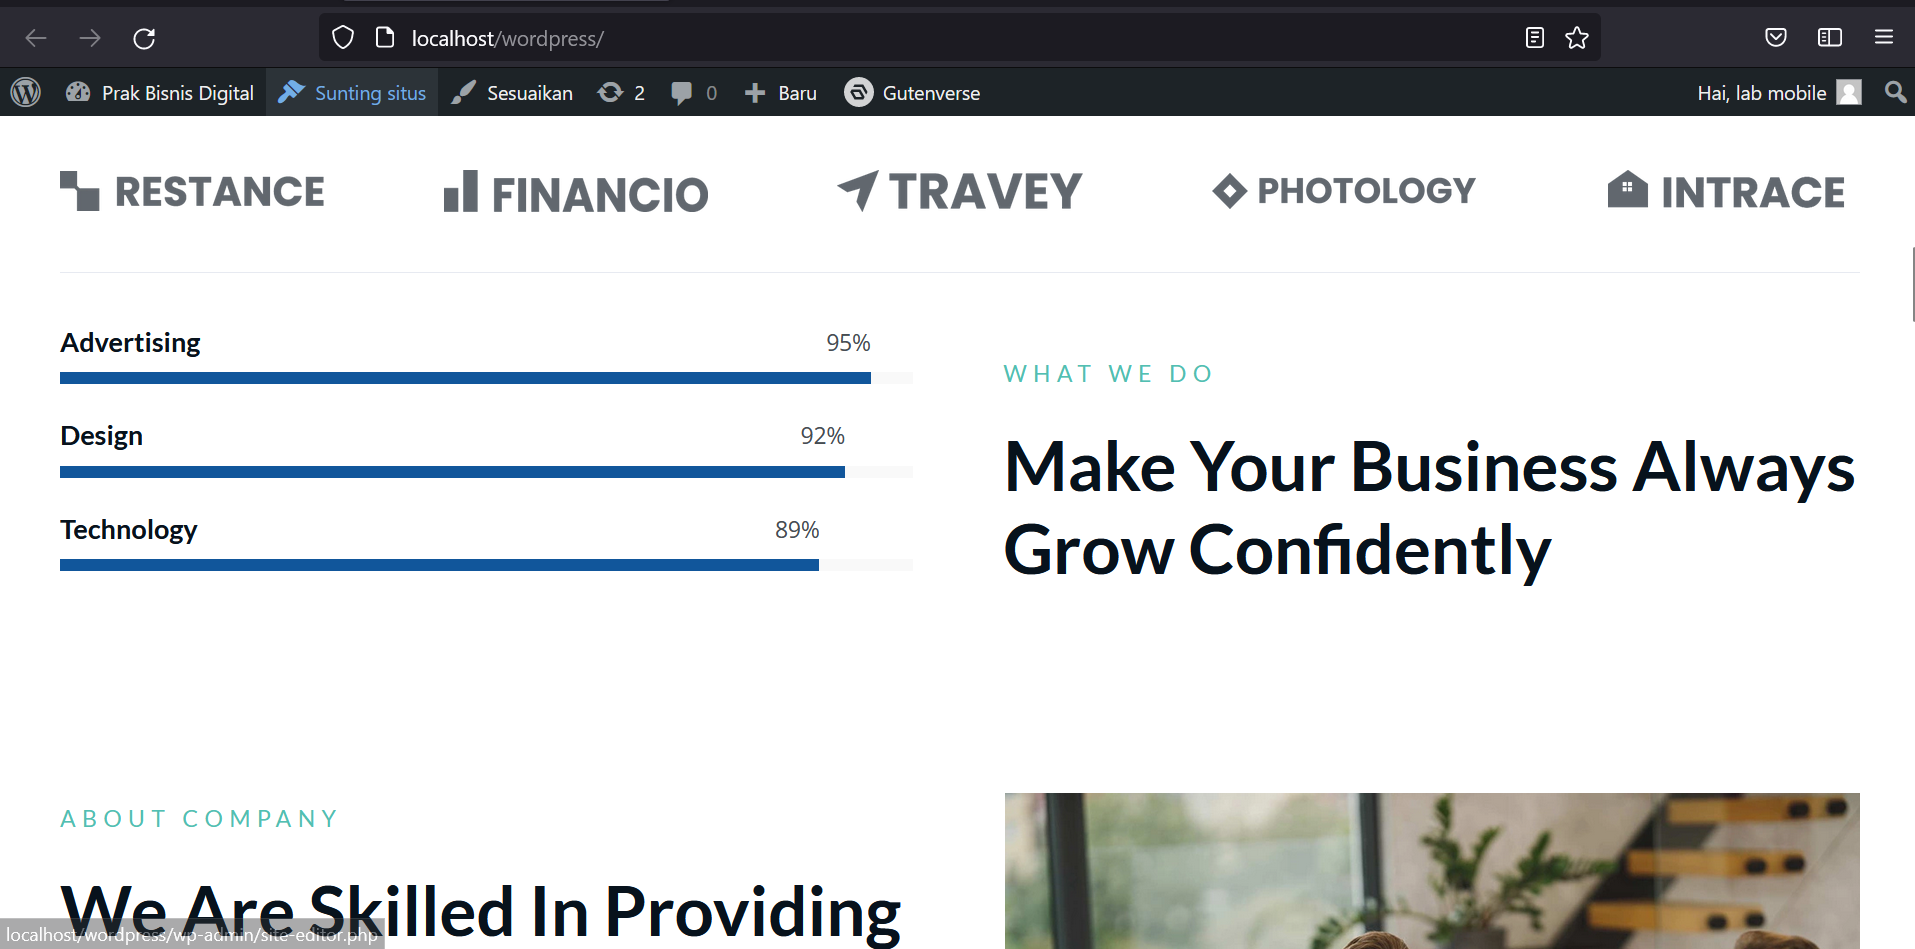 localhost/wordpress/
Prak Bisnis Digital Sunting situs Sesuaikan 2 0 Baru Gutenverse Hai, lab mobile
RESTANCE FINANCIO TRAVEY PHOTOLOGY INTRACE
Advertising 95%
Design 92%
Technology 89%
WHAT WE DO
Make Your Business Always
Grow Confidently
ABOUT COMPANY
We Are Skilled In Providing
localhost/wordpress/wp-admin/site-editor.php